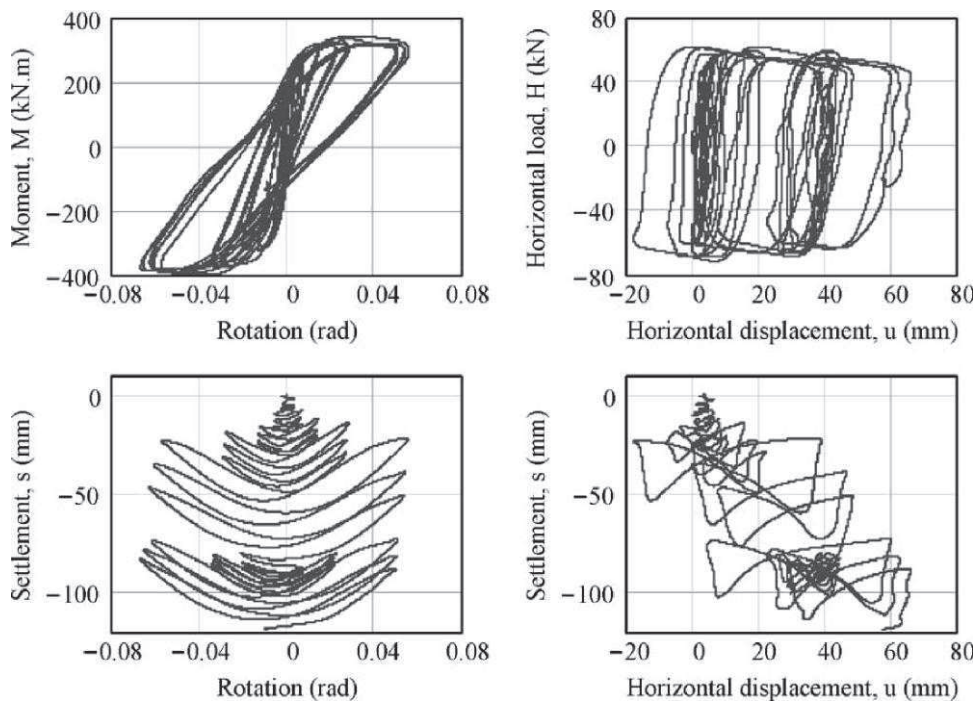 400
200
0
−200
−400
Moment, M (kN.m)
−0.08 −0.04 0 0.04 0.08
Rotation (rad)
80
40
0
−40
−80
Horizontal load, H (kN)
−20 0 20 40 60 80
Horizontal displacement, u (mm)
0
−50
−100
Settlement, s (mm)
−0.08 −0.04 0 0.04 0.08
Rotation (rad)
0
−50
−100
Settlement, s (mm)
−20 0 20 40 60 80
Horizontal displacement, u (mm)